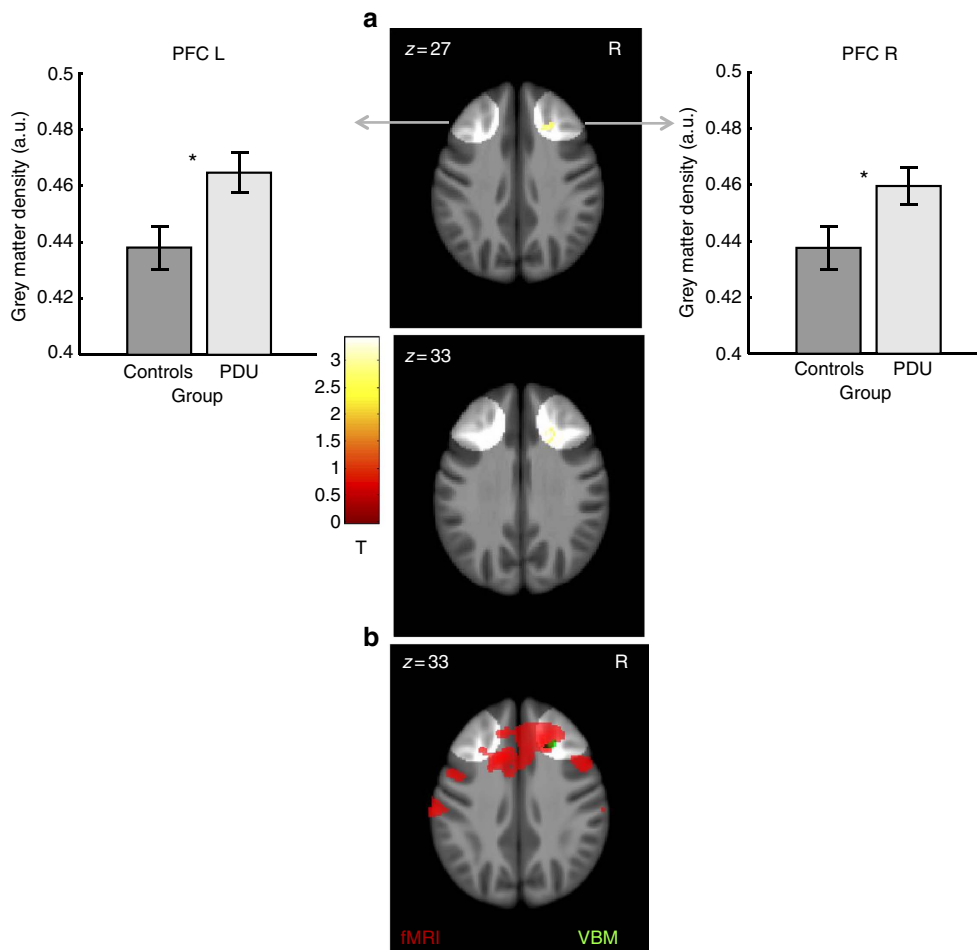 a
PFC L
0.5
0.48
0.46
0.44
0.42
0.4
Grey matter density (a.u.)
*
Controls
PDU
Group
z=27
R
PFC R
0.5
0.48
0.46
0.44
0.42
0.4
Grey matter density (a.u.)
*
Controls
PDU
Group
z=33
3
2.5
2
1.5
1
0.5
0
T
b
z=33
R
fMRI
VBM